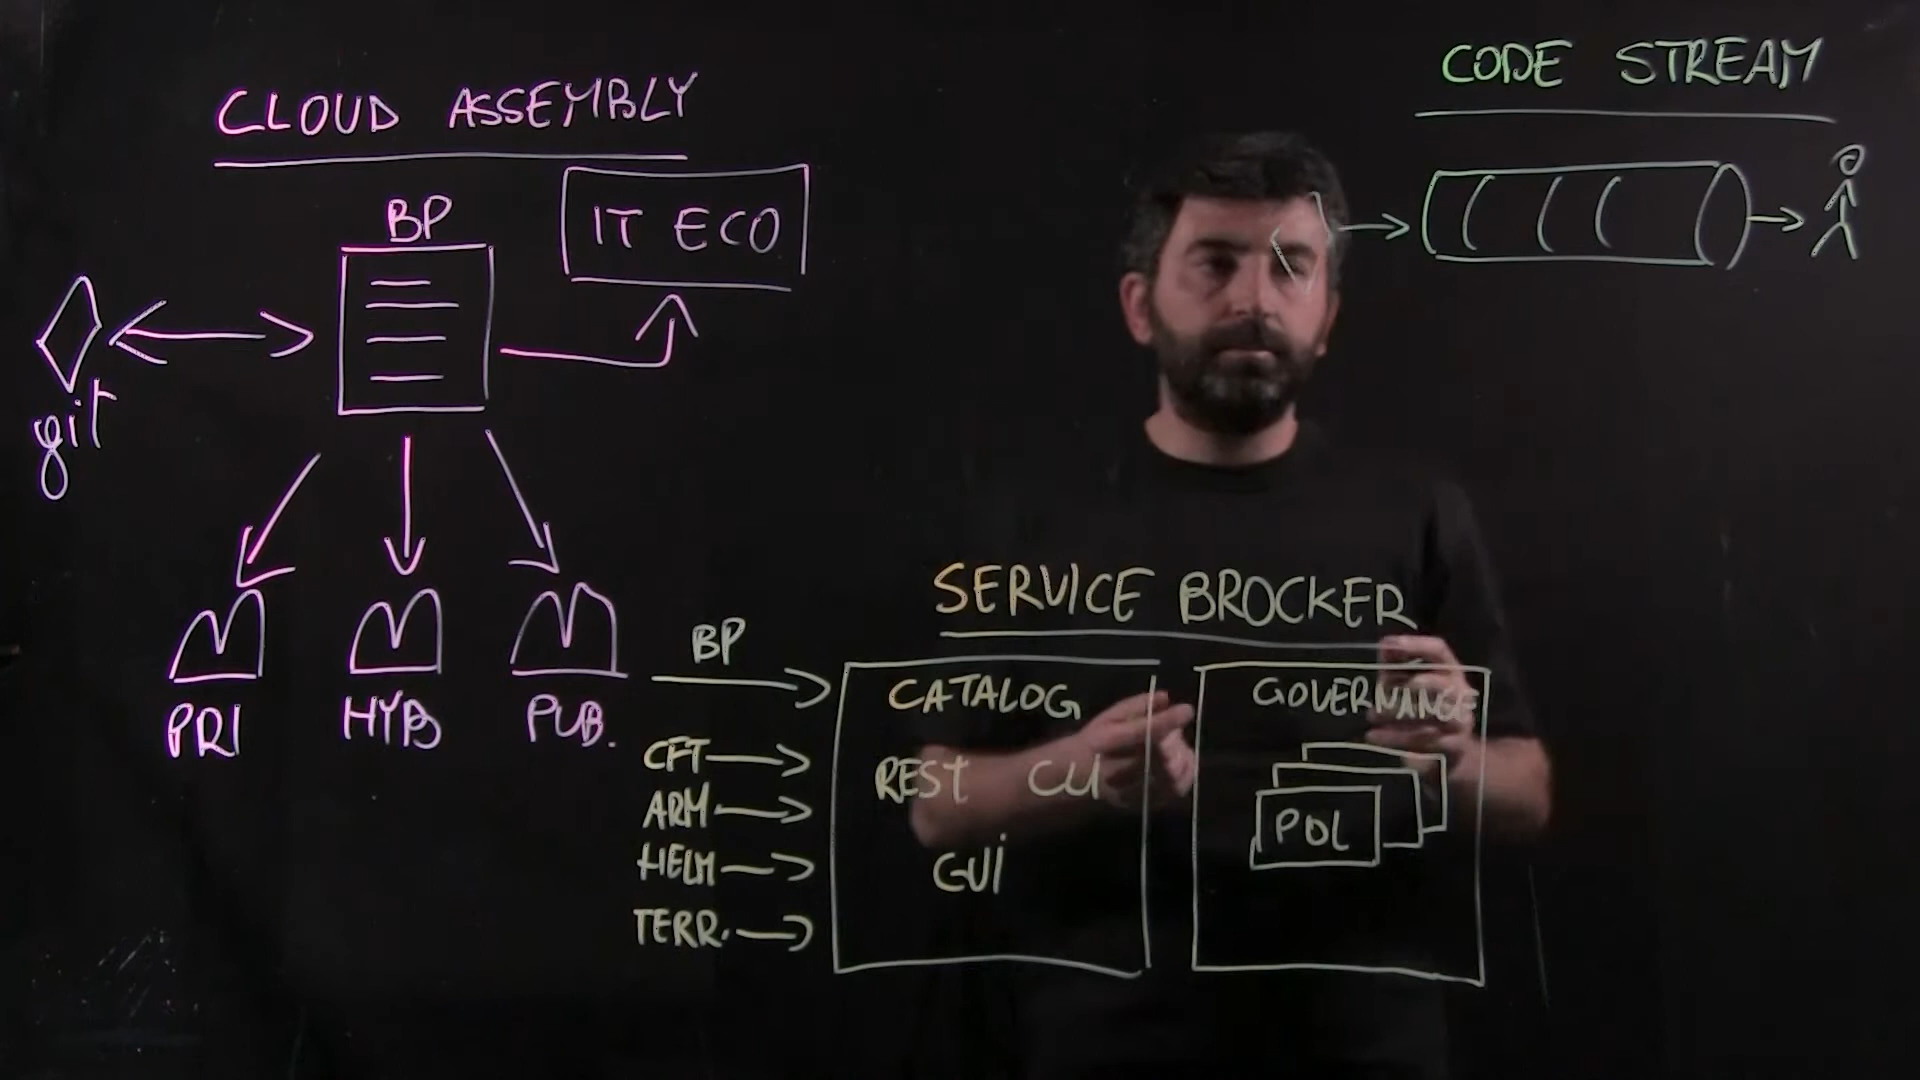 CLOUD ASSEMBLY
BP
IT ECO
git
PRI
HYB
PUB.
CODE STREAM
SERVICE BROCKER
BP
CFT
ARM
HELM
TERR.
CATALOG
REST CLI
GUI
GOVERNANCE
POL